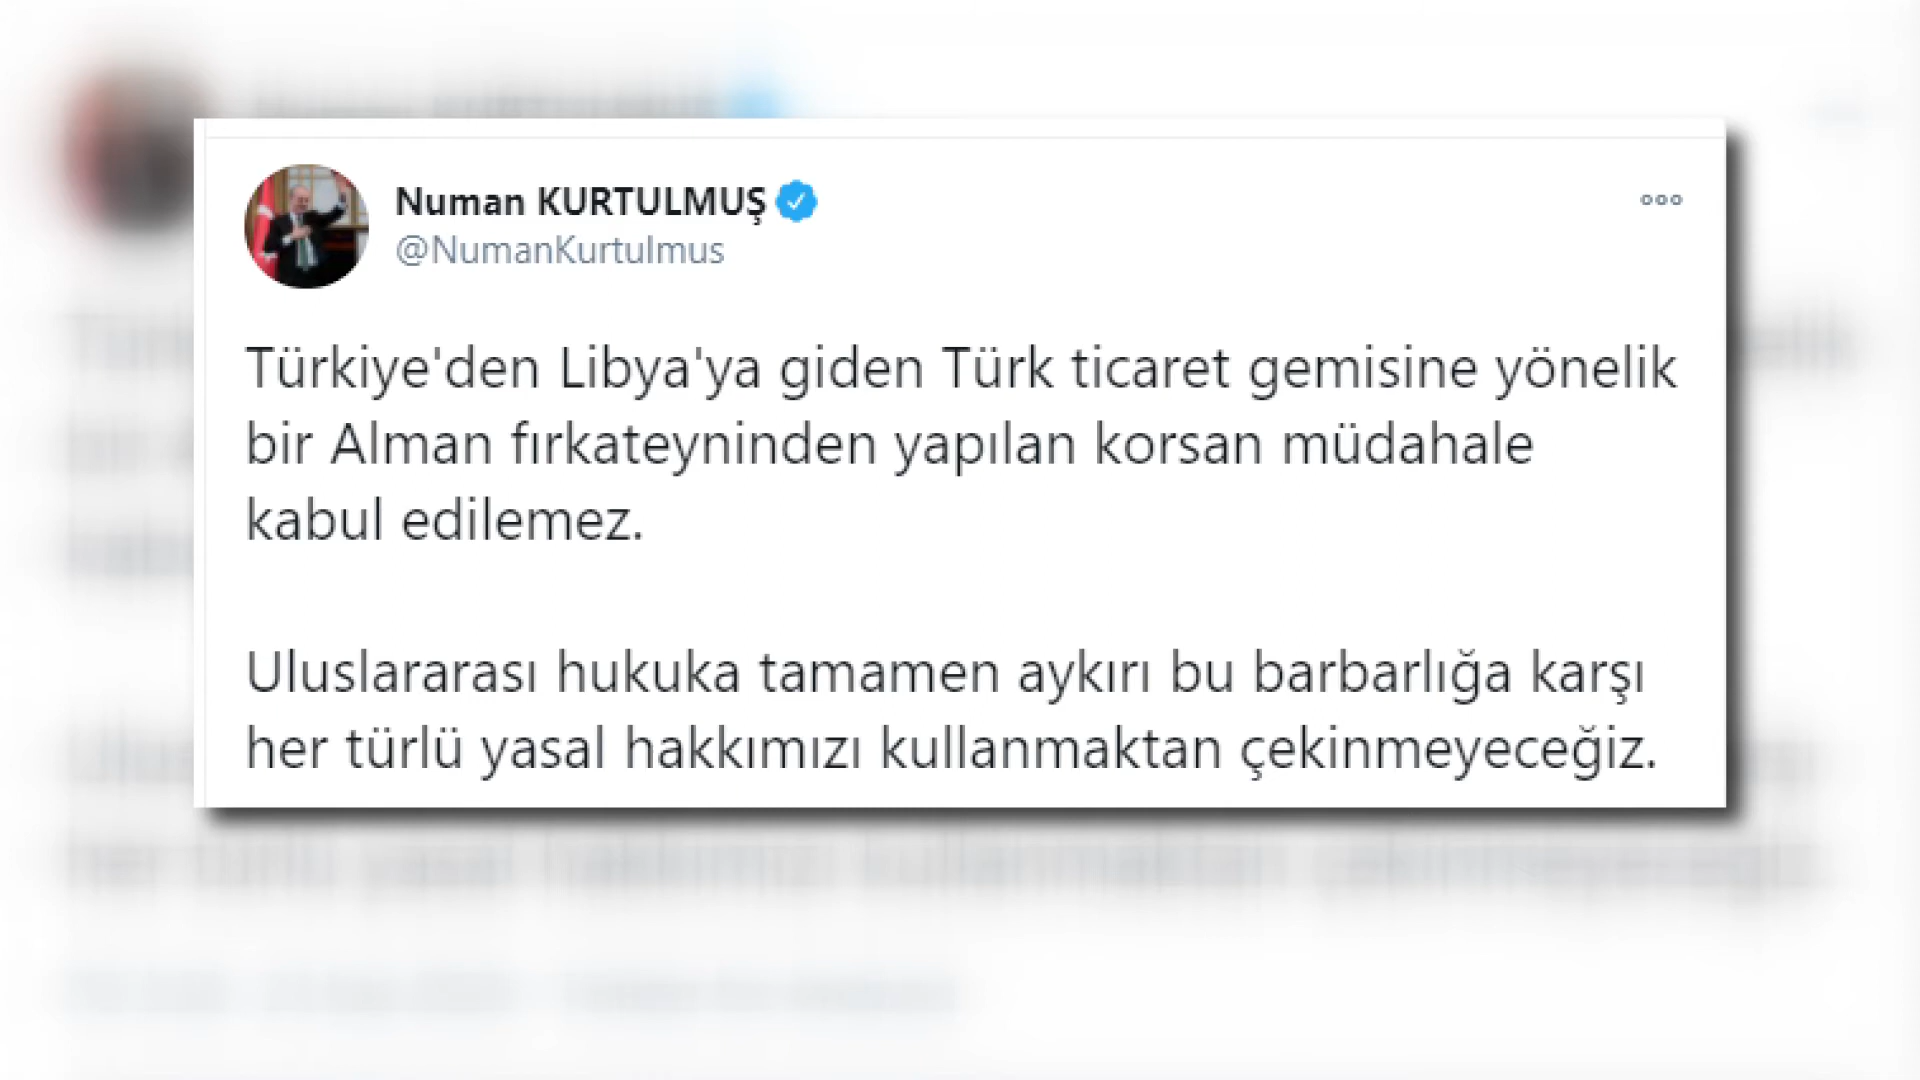 Numan KURTULMUŞ
@NumanKurtulmus
Türkiye'den Libya'ya giden Türk ticaret gemisine yönelik
bir Alman fırkateyninden yapılan korsan müdahale
kabul edilemez.
Uluslararası hukuka tamamen aykırı bu barbarlığa karşı
her türlü yasal hakkımızı kullanmaktan çekinmeyeceğiz.